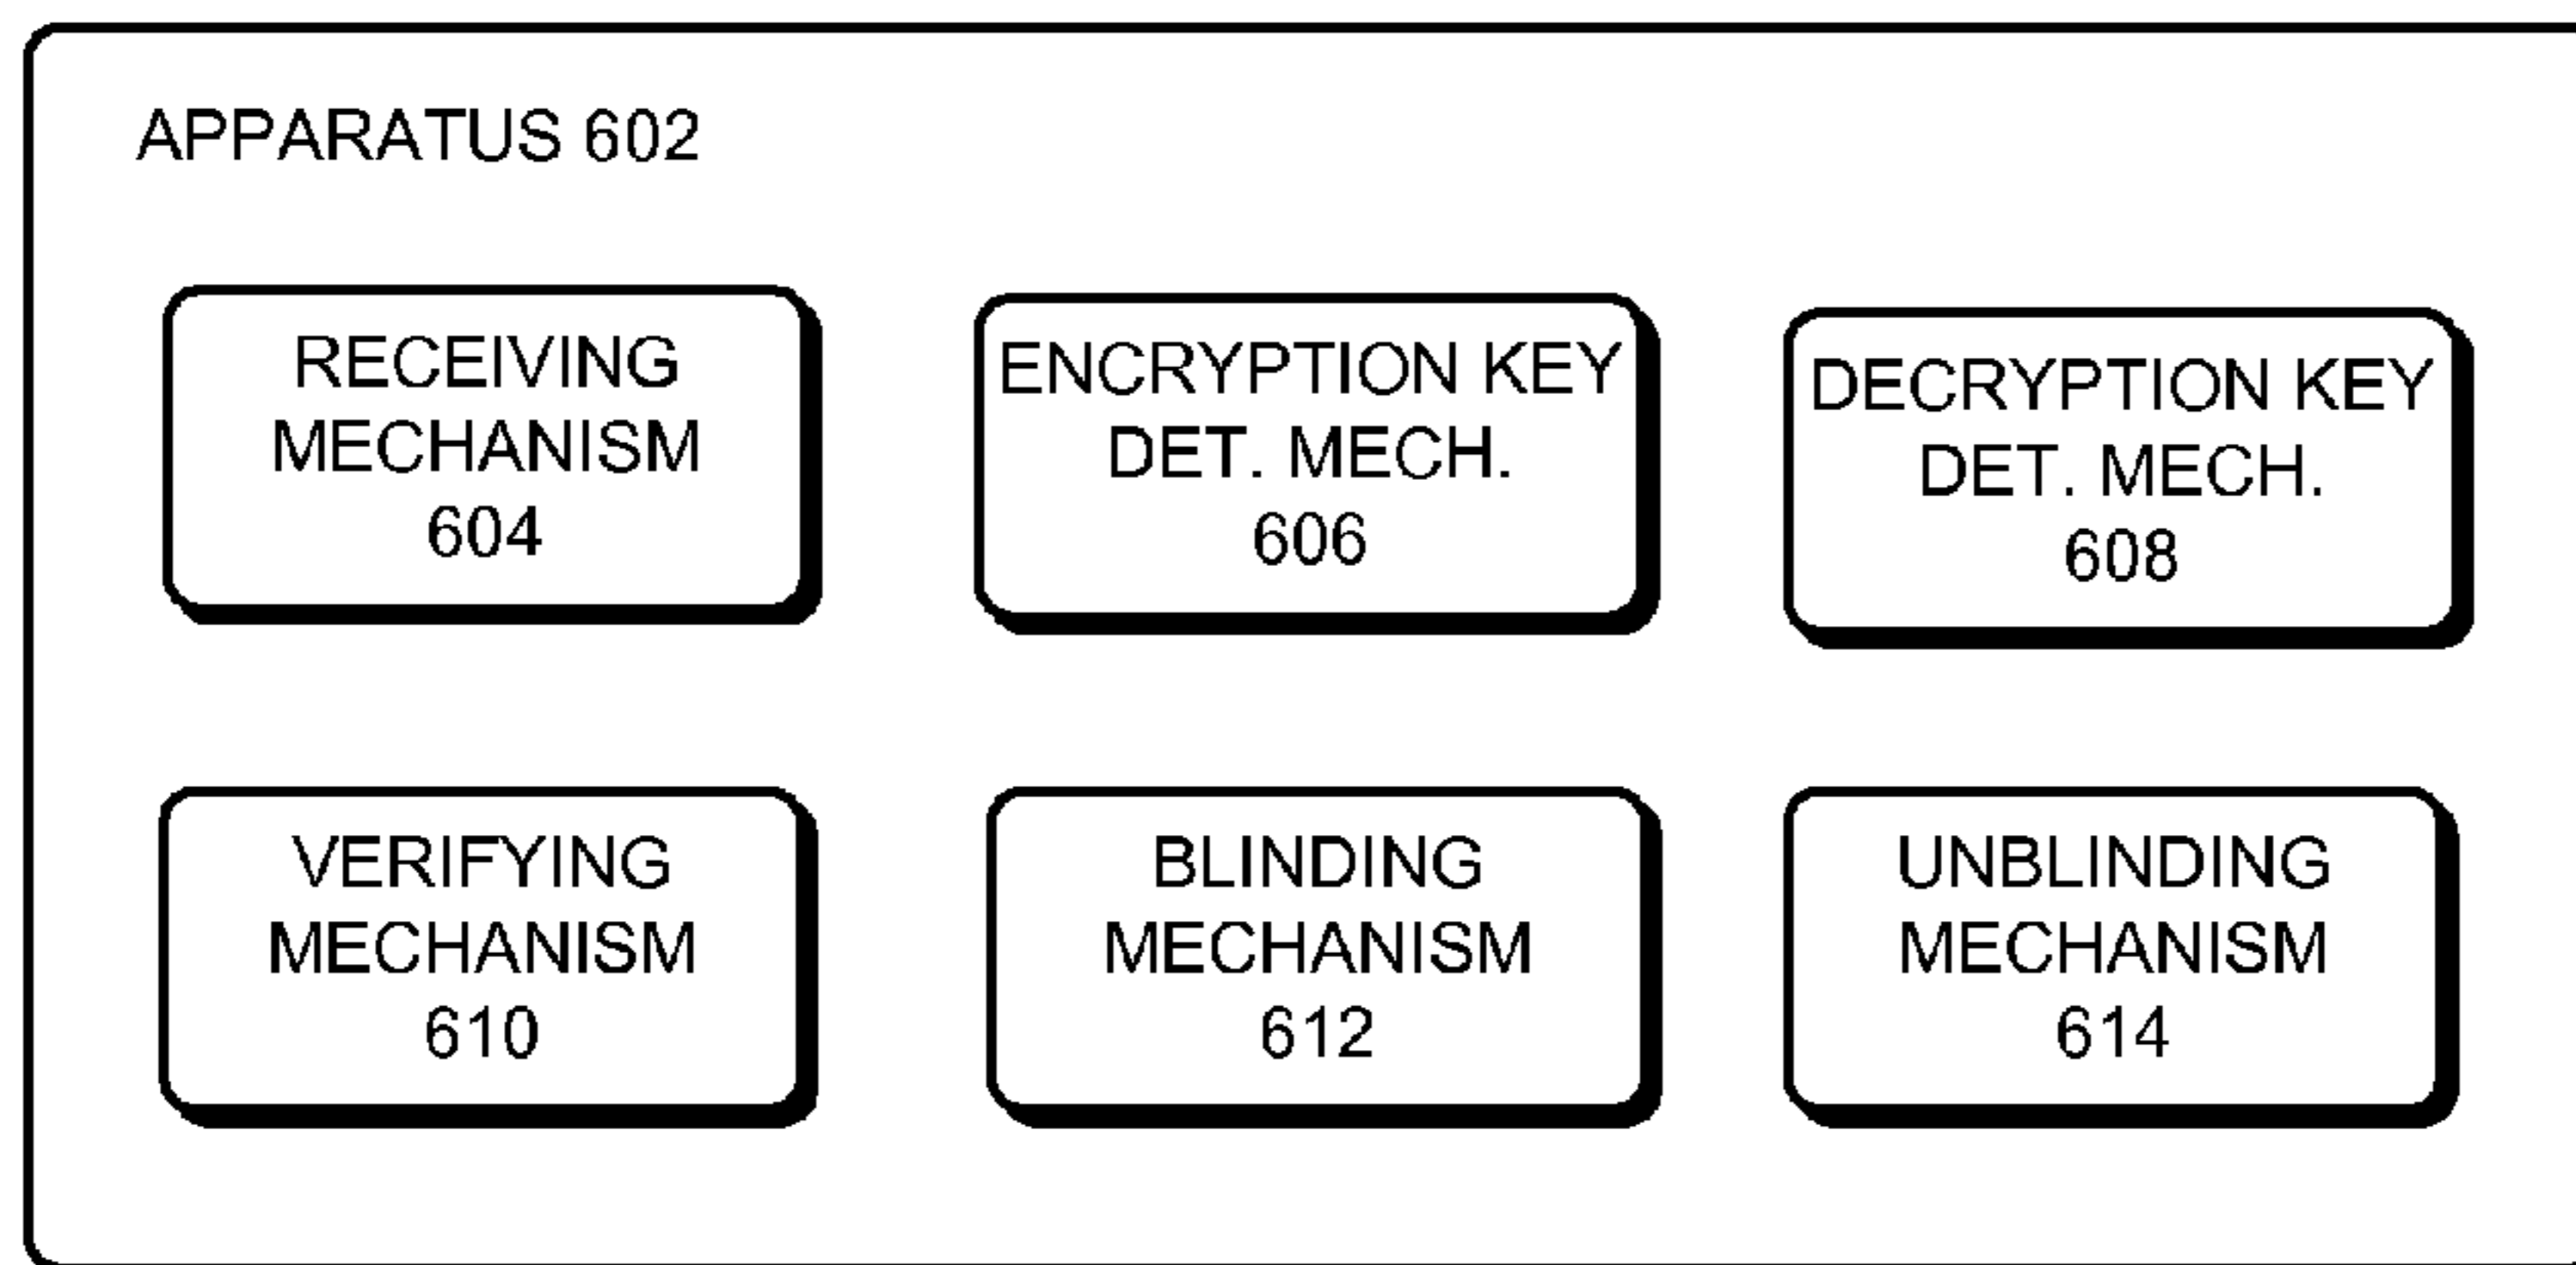 APPARATUS 602
RECEIVING
MECHANISM
604
ENCRYPTION KEY
DET. MECH.
606
DECRYPTION KEY
DET. MECH.
608
VERIFYING
MECHANISM
610
BLINDING
MECHANISM
612
UNBLINDING
MECHANISM
614